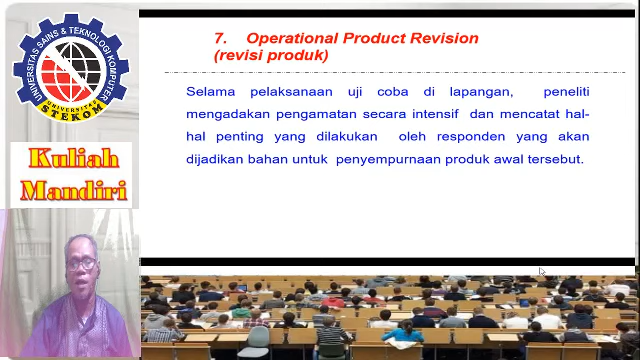 UNIVERSITAS SAINS & TEKNOLOGI KOMPUTER
UNIVERSITAS
STEKOM
Kuliah
Mandiri
7. Operational Product Revision
(revisi produk)
Selama pelaksanaan uji coba di lapangan, peneliti
mengadakan pengamatan secara intensif dan mencatat hal-
hal penting yang dilakukan oleh responden yang akan
dijadikan bahan untuk penyempurnaan produk awal tersebut.